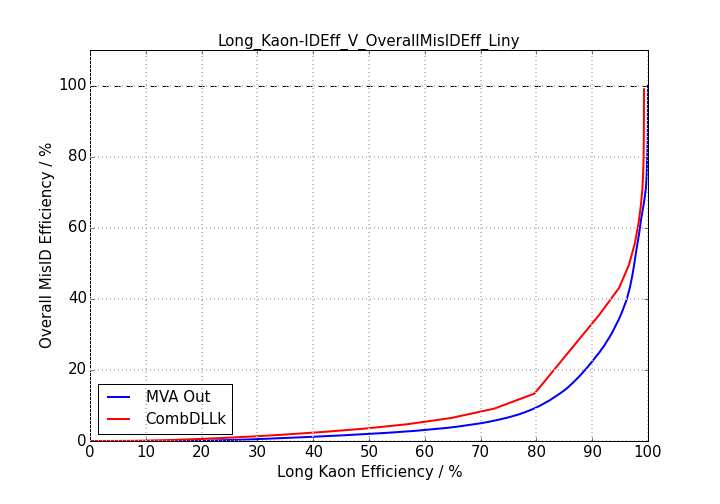 Long_Kaon-IDEff_V_OverallMisIDEff_Liny
100
80
60
40
20
0
Overall MisID Efficiency / %
MVA Out
CombDLLk
0 10 20 30 40 50 60 70 80 90 100
Long Kaon Efficiency / %